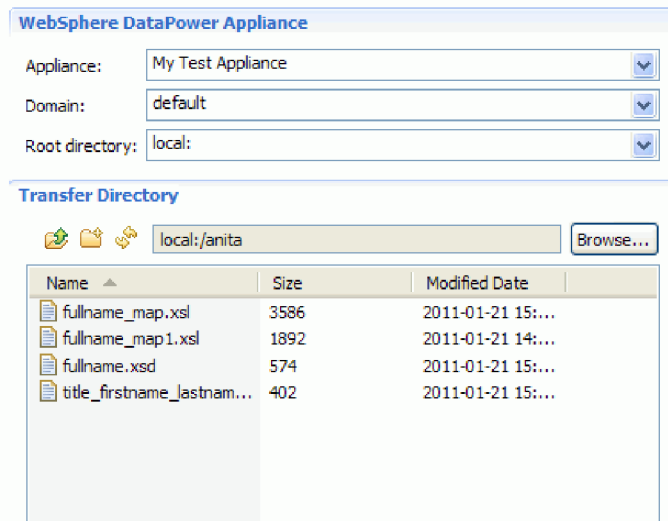 WebSphere DataPower Appliance
Appliance: My Test Appliance
Domain: default
Root directory: local:
Transfer Directory
local:/anita Browse...
Name Size Modified Date
fullname_map.xsl 3586 2011-01-21 15:...
fullname_map1.xsl 1892 2011-01-21 14:...
fullname.xsd 574 2011-01-21 15:...
title_firstname_lastnam... 402 2011-01-21 15:...